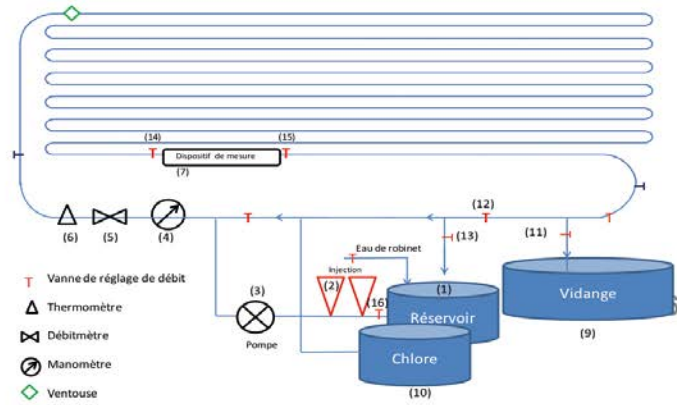 (14)
(15)
Dispositif de mesure
(7)
(12)
(6)
(5)
(4)
(13)
(11)
Eau de robinet
(3)
Injection
(2)
(16)
(1)
Réservoir
Vidange
(9)
Pompe
Chlore
(10)
Vanne de réglage de débit
Thermomètre
Débitmètre
Manomètre
Ventouse